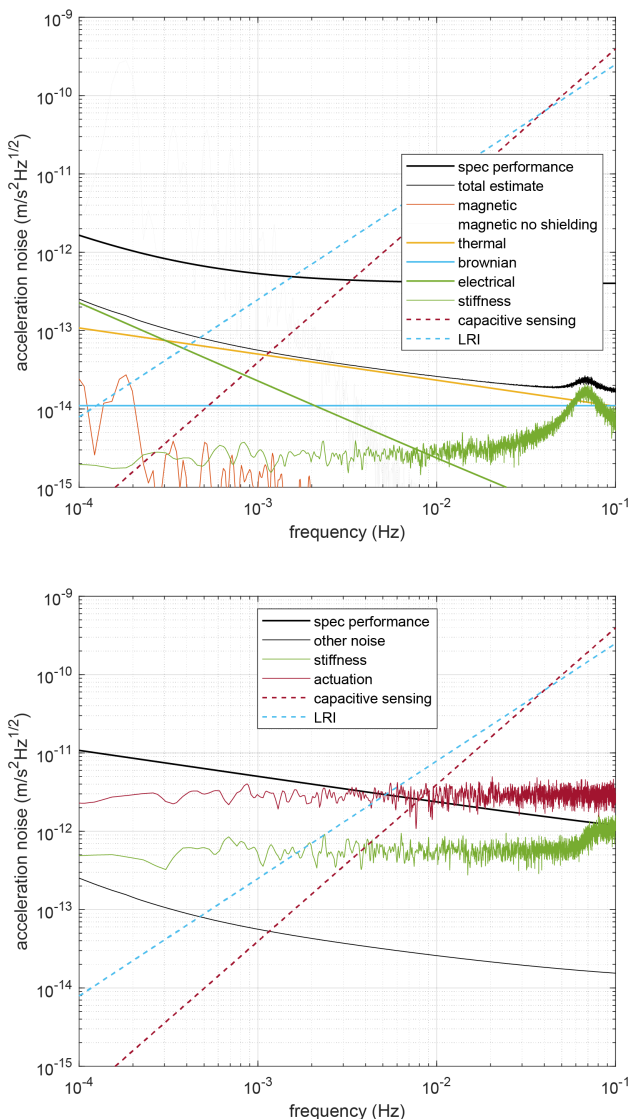 10^-9
10^-10
10^-11
10^-12
10^-13
10^-14
10^-15
acceleration noise (m/s^2Hz^1/2)
spec performance
total estimate
magnetic
magnetic no shielding
thermal
brownian
electrical
stiffness
capacitive sensing
LRI
10^-4 10^-3 10^-2 10^-1
frequency (Hz)
10^-9
10^-10
10^-11
10^-12
10^-13
10^-14
10^-15
acceleration noise (m/s^2Hz^1/2)
spec performance
other noise
stiffness
actuation
capacitive sensing
LRI
10^-4 10^-3 10^-2 10^-1
frequency (Hz)